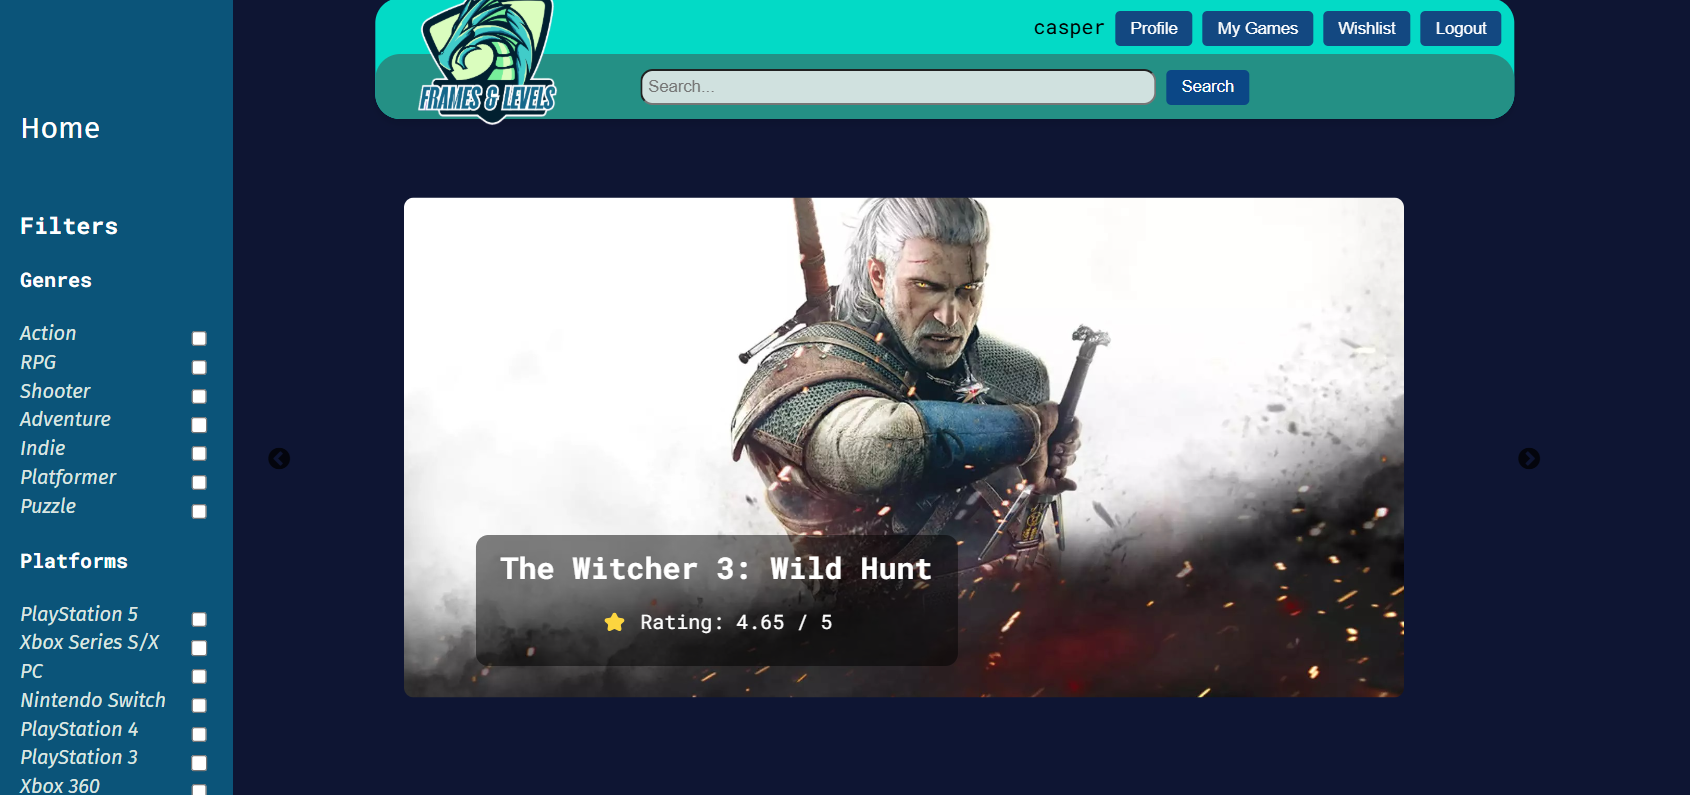 casper
Profile
My Games
Wishlist
Logout
FRAMES & LEVELS
Search...
Search
Home
Filters
Genres
Action
RPG
Shooter
Adventure
Indie
Platformer
Puzzle
Platforms
PlayStation 5
Xbox Series S/X
PC
Nintendo Switch
PlayStation 4
PlayStation 3
Xbox 360
The Witcher 3: Wild Hunt
Rating: 4.65 / 5